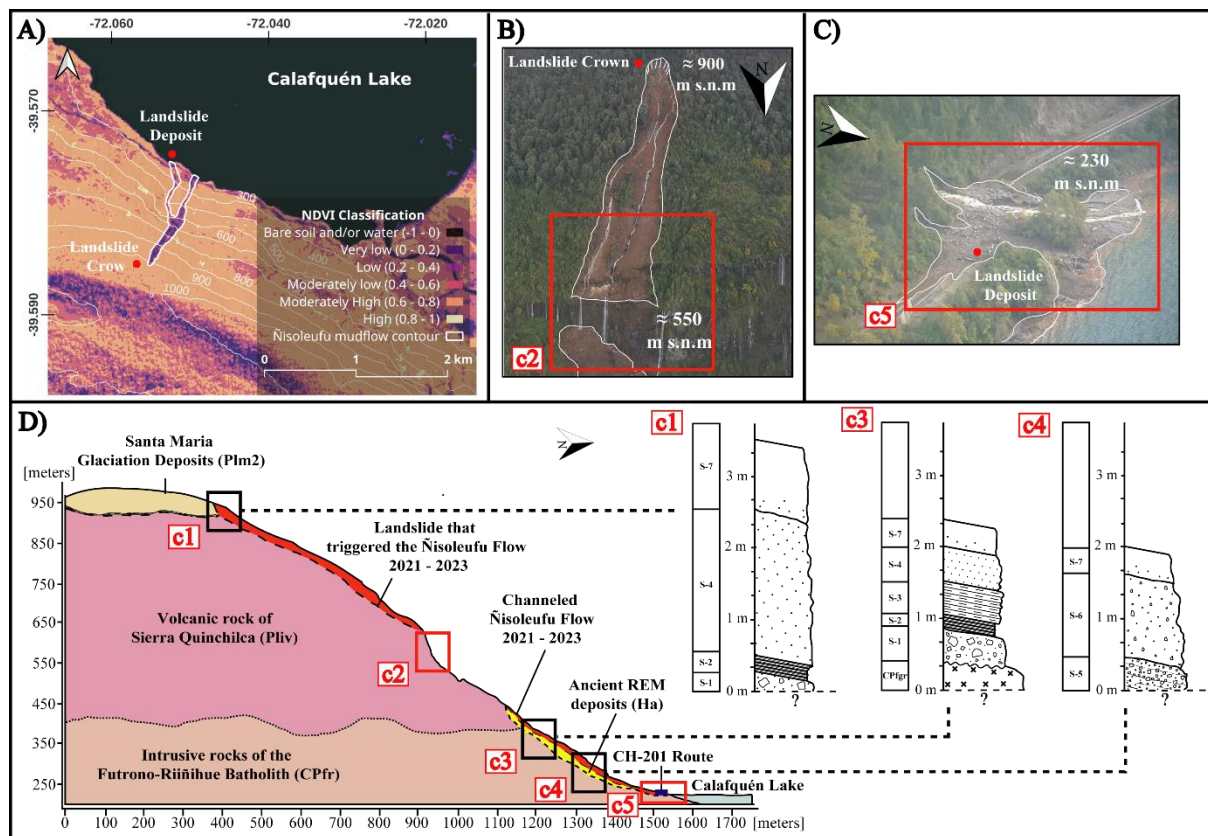 A)
-72.060
-72.040
-72.020
-39.570
-39.590
Calafquén Lake
Landslide
Deposit
Landslide
Crow
300
600
800
900
1000
NDVI Classification
Bare soil and/or water (-1 - 0)
Very low (0 - 0.2)
Low (0.2 - 0.4)
Moderately low (0.4 - 0.6)
Moderately High (0.6 - 0.8)
High (0.8 - 1)
Ñisoleufu mudflow contour
0 1 2 km
B)
Landslide Crown
≈ 900
m s.n.m
N
≈ 550
m s.n.m
c2
C)
N
≈ 230
m s.n.m
Landslide
Deposit
c5
D)
Santa Maria
Glaciation Deposits (Plm2)
[meters]
N
950
850
750
650
550
450
350
250
c1
Landslide that
triggered the Ñisoleufu Flow
2021 - 2023
Volcanic rock of
Sierra Quinchilca (Pliv)
Channeled
Ñisoleufu Flow
2021 - 2023
c2
Ancient REM
deposits (Ha)
Intrusive rocks of the
Futrono-Riiñihue Batholith (CPfr)
c3
c4
CH-201 Route
c5
Calafquén Lake
0 100 200 300 400 500 600 700 800 900 1000 1100 1200 1300 1400 1500 1600 1700 [meters]
c1
S-7
S-4
S-2
S-1
3 m
2 m
1 m
0 m
?
c3
S-7
S-4
S-3
S-2
S-1
CPfgr
3 m
2 m
1 m
0 m
?
c4
S-7
S-6
S-5
3 m
2 m
1 m
0 m
?